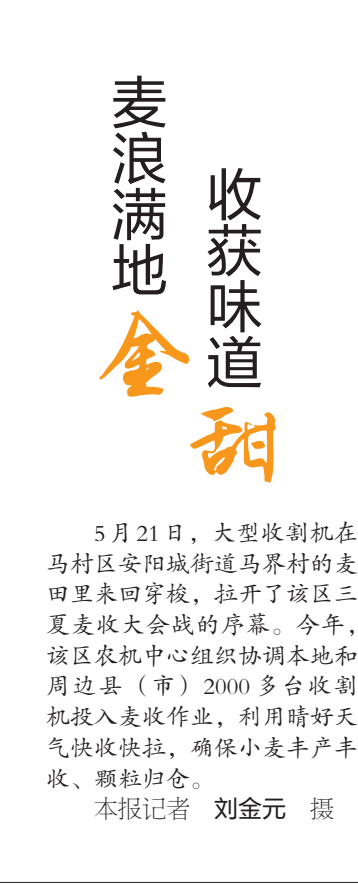 麦浪满地金
收获味道甜
5月21日，大型收割机在
马村区安阳城街道马界村的麦
田里来回穿梭，拉开了该区三
夏麦收大会战的序幕。今年，
该区农机中心组织协调本地和
周边县（市）2000多台收割
机投入麦收作业，利用晴好天
气快收快拉，确保小麦丰产丰
收、颗粒归仓。
本报记者 刘金元 摄